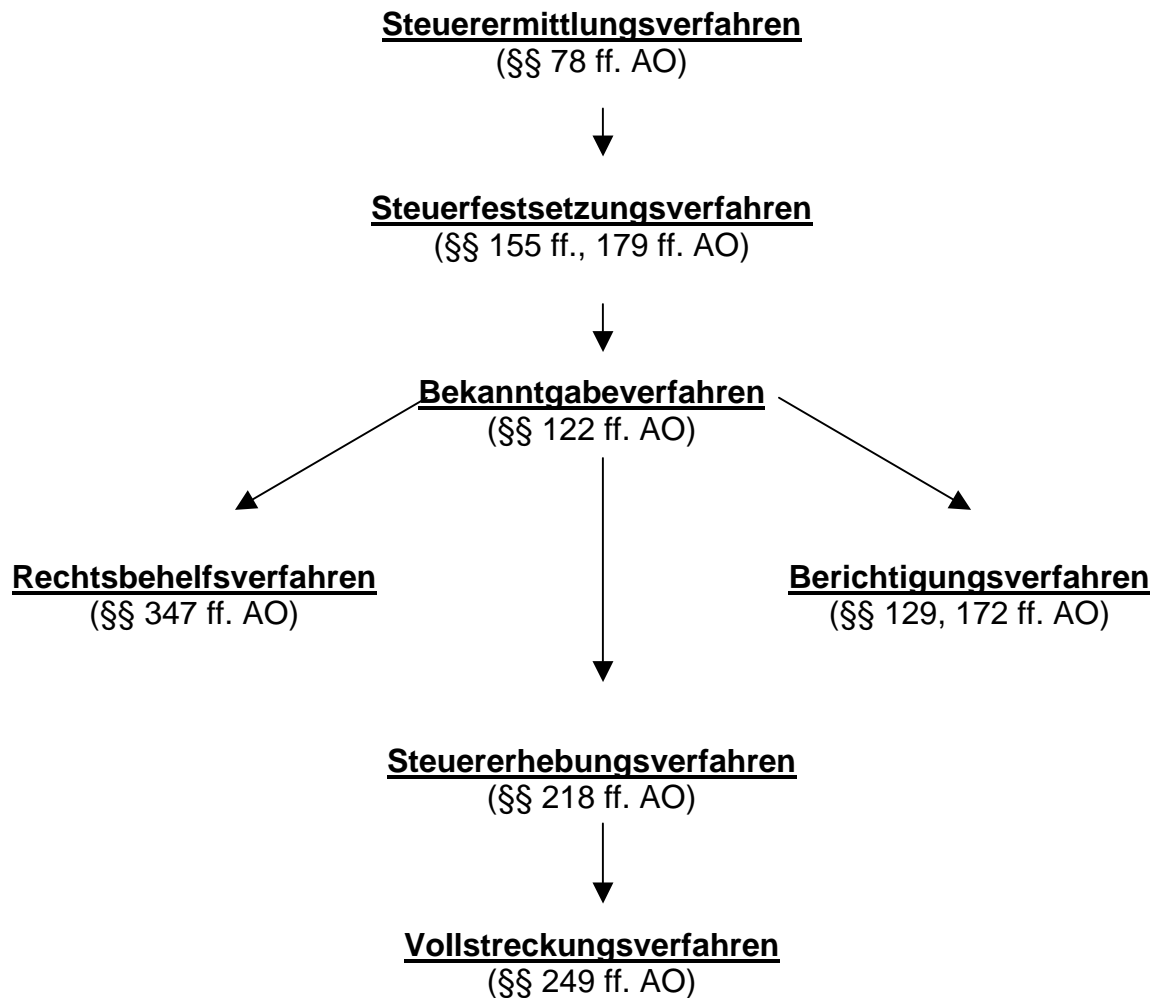 Steuerermittlungsverfahren
(§§ 78 ff. AO)
Steuerfestsetzungsverfahren
(§§ 155 ff., 179 ff. AO)
Bekanntgabeverfahren
(§§ 122 ff. AO)
Rechtsbehelfsverfahren
(§§ 347 ff. AO)
Berichtigungsverfahren
(§§ 129, 172 ff. AO)
Steuererhebungsverfahren
(§§ 218 ff. AO)
Vollstreckungsverfahren
(§§ 249 ff. AO)